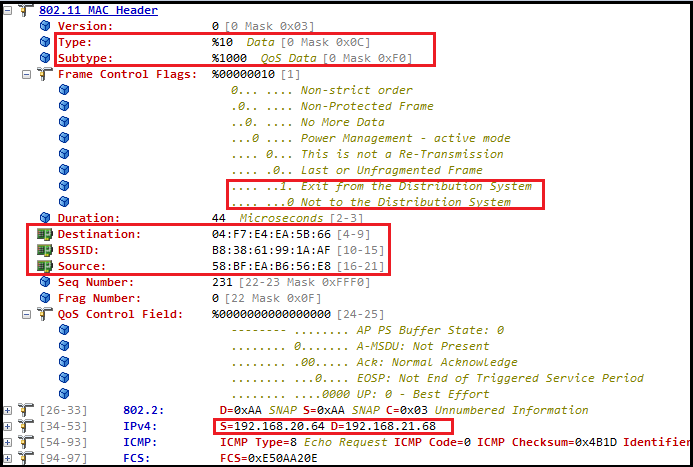 802.11 MAC Header
Version: 0 [0 Mask 0x03]
Type: %10 Data [0 Mask 0x0C]
Subtype: %1000 QoS Data [0 Mask 0xF0]
Frame Control Flags: %00000010 [1]
0... .... Non-strict order
.0.. .... Non-Protected Frame
..0. .... No More Data
...0 .... Power Management - active mode
.... 0... This is not a Re-Transmission
.... .0.. Last or Unfragmented Frame
.... ..1. Exit from the Distribution System
.... ...0 Not to the Distribution System
Duration: 44 Microseconds [2-3]
Destination: 04:F7:E4:EA:5B:66 [4-9]
BSSID: B8:38:61:99:1A:AF [10-15]
Source: 58:BF:EA:B6:56:E8 [16-21]
Seq Number: 231 [22-23 Mask 0xFFF0]
Frag Number: 0 [22 Mask 0x0F]
QoS Control Field: %0000000000000000 [24-25]
-------- ........ AP PS Buffer State: 0
........ 0....... A-MSDU: Not Present
........ .00..... Ack: Normal Acknowledge
........ ...0.... EOSP: Not End of Triggered Service Period
........ ....0000 UP: 0 - Best Effort
[26-33] 802.2: D=0xAA SNAP S=0xAA SNAP C=0x03 Unnumbered Information
[34-53] IPv4: S=192.168.20.64 D=192.168.21.68
[54-93] ICMP: ICMP Type=8 Echo Request ICMP Code=0 ICMP Checksum=0x4B1D Identifier
[94-97] FCS: FCS=0xE50AA20E